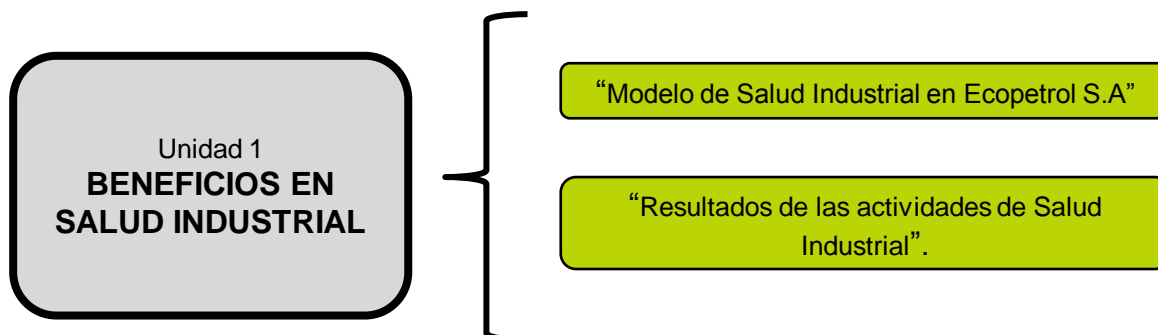 Unidad 1
BENEFICIOS EN
SALUD INDUSTRIAL
“Modelo de Salud Industrial en Ecopetrol S.A”
“Resultados de las actividades de Salud
Industrial”.